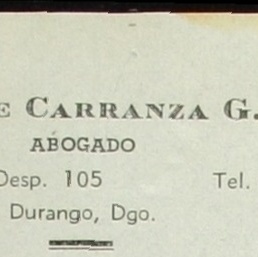 E CARRANZA G.
ABOGADO
Desp. 105 Tel.
Durango, Dgo.